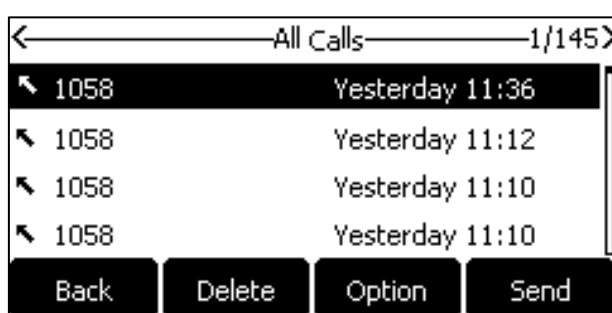 All Calls 1/145
1058 Yesterday 11:36
1058 Yesterday 11:12
1058 Yesterday 11:10
1058 Yesterday 11:10
Back Delete Option Send